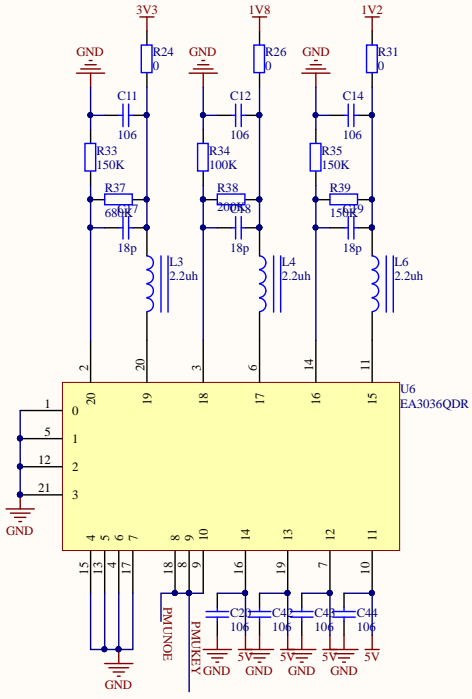 3V3 1V8 1V2
GND R24 GND R26 GND R31
0 0 0
C11 C12 C14
106 106 106
R33 R34 R35
150K 100K 150K
R37 R38 R39
680K 200K 150K
18p 18p 18p
L3 L4 L6
2.2uh 2.2uh 2.2uh
2 20 3 6 14 11
20 19 18 17 16 15
U6
EA3036QDR
1 0
5 1
12 2
21 3
GND
4 5 6 7 8 9 10 14 13 12 11
15 13 4 17 18 8 9 16 19 7 10
PMUNOE PMUKEY
C42 C44
106 106 106 106
5V 5V 5V 5V
GND GND GND GND GND